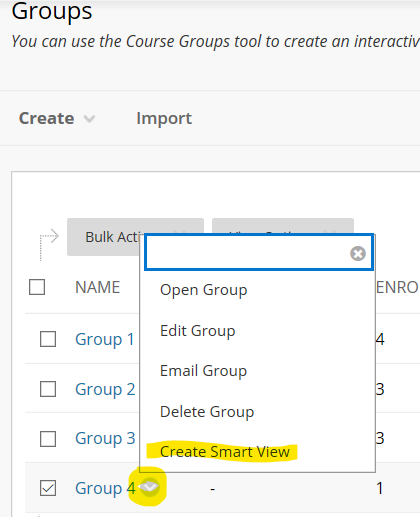 Groups
You can use the Course Groups tool to create an interactiv
Create Import
Bulk Acti
Open Group
Edit Group
Email Group
Delete Group
Create Smart View
NAME ENRO
Group 1 4
Group 2 3
Group 3 3
Group 4 - 1